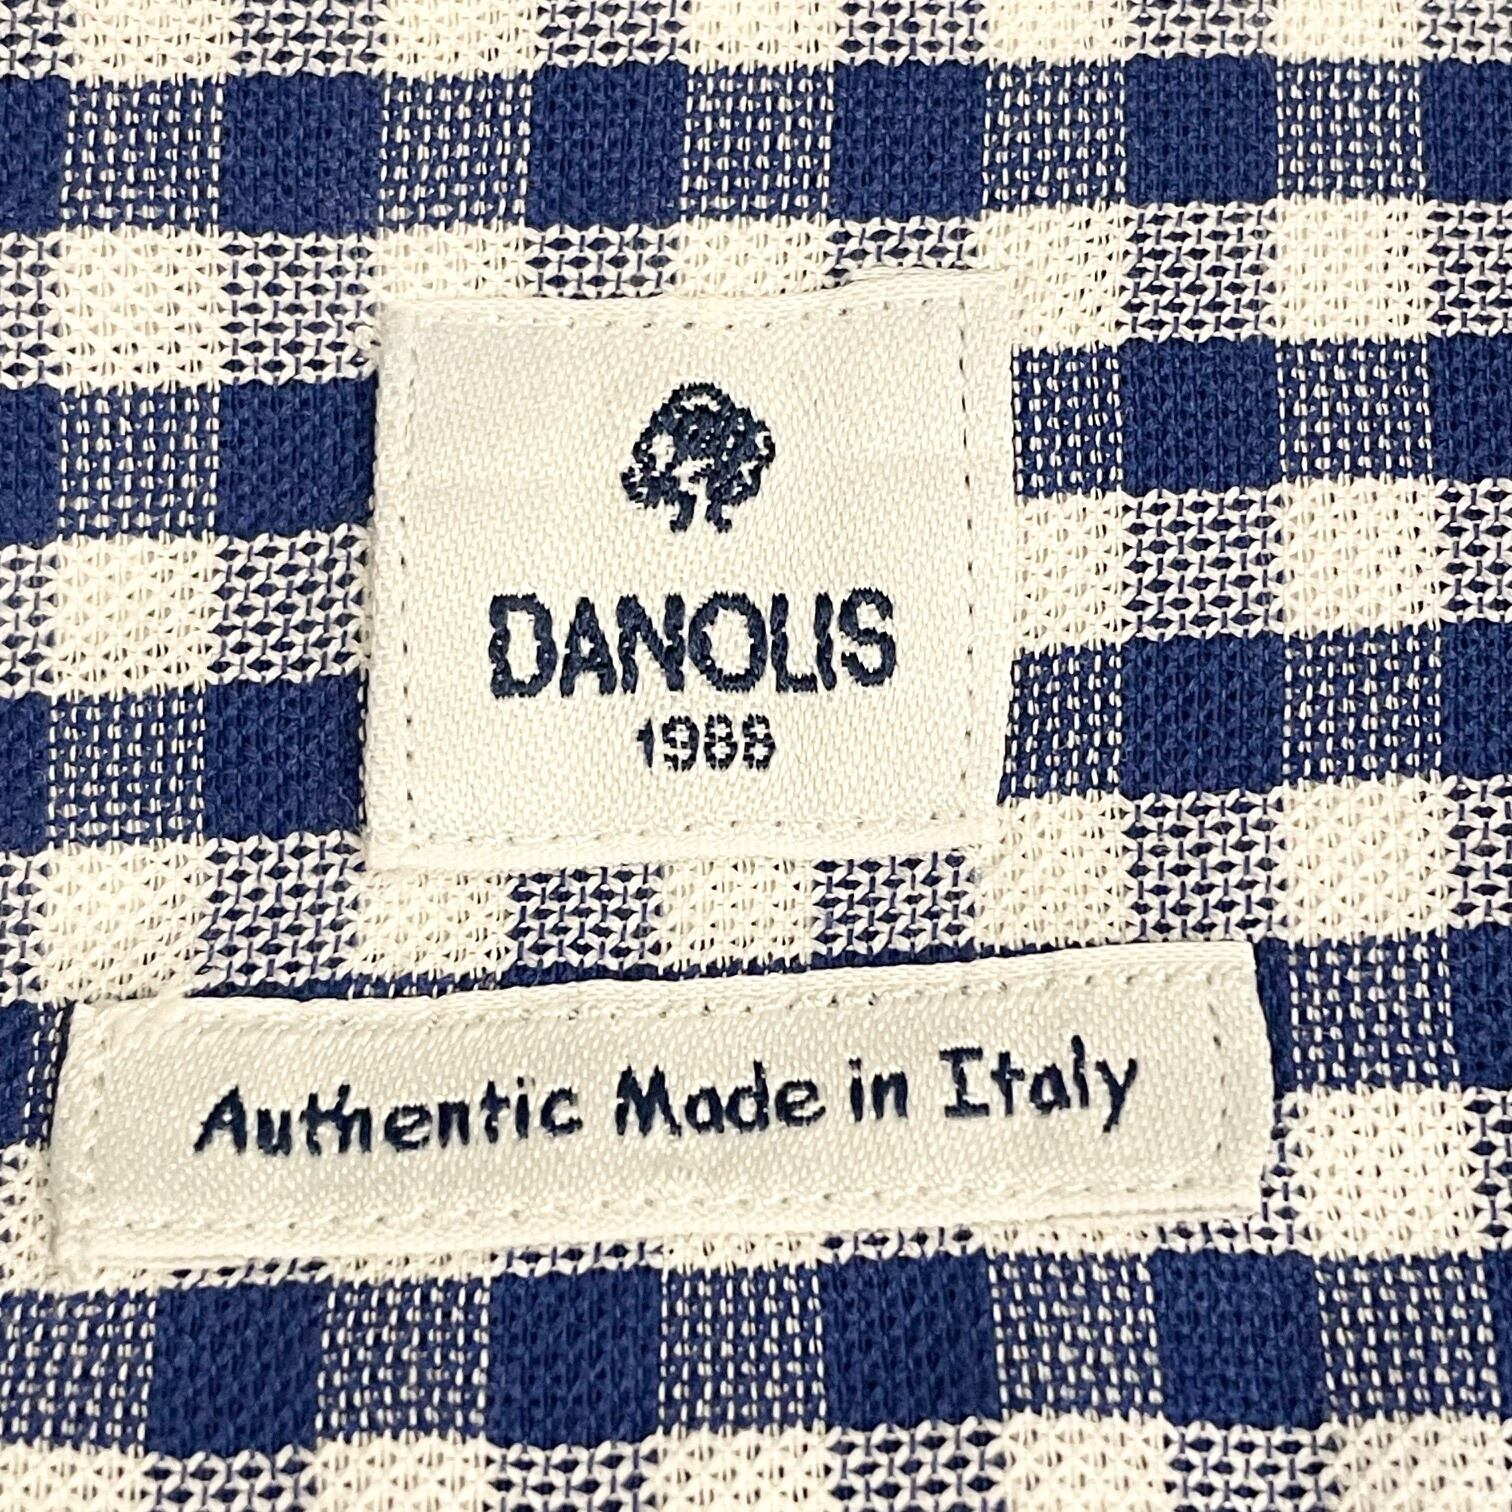 DANOLIS
1988
Authentic Made in Italy